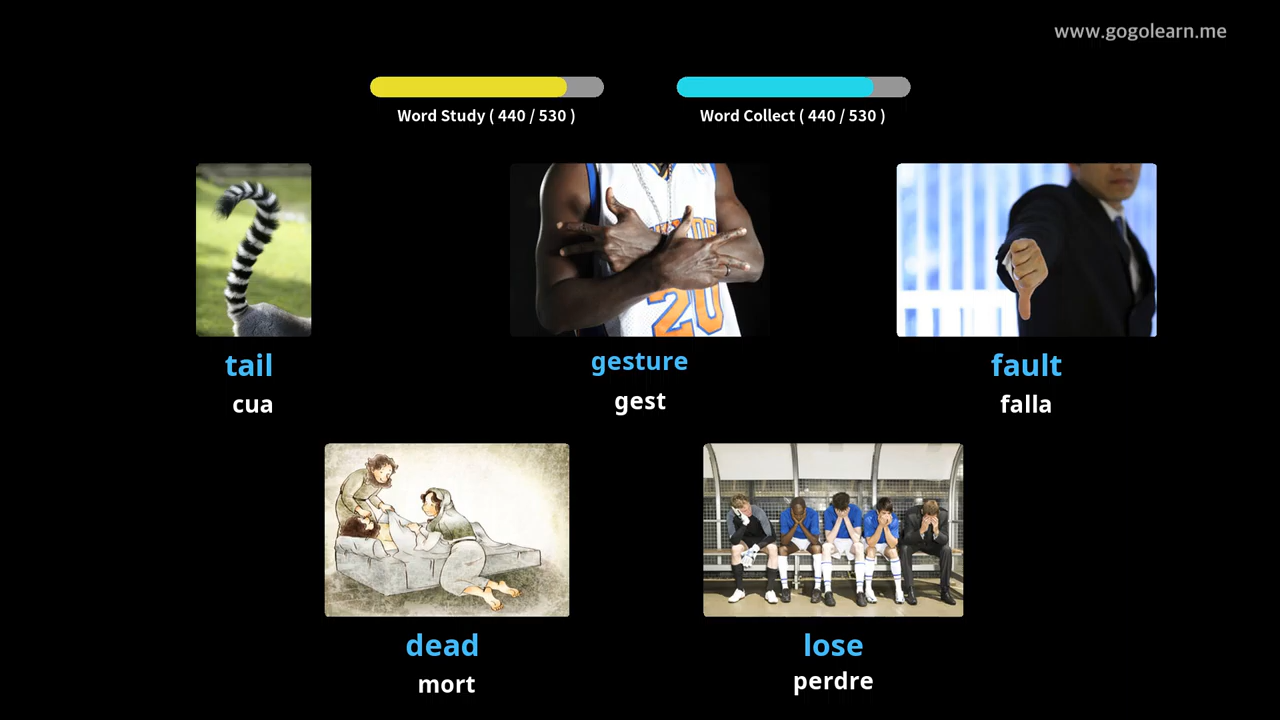 www.gogolearn.me
Word Study ( 440 / 530 )
Word Collect ( 440 / 530 )
20
tail
gesture
fault
cua
gest
falla
dead
lose
mort
perdre